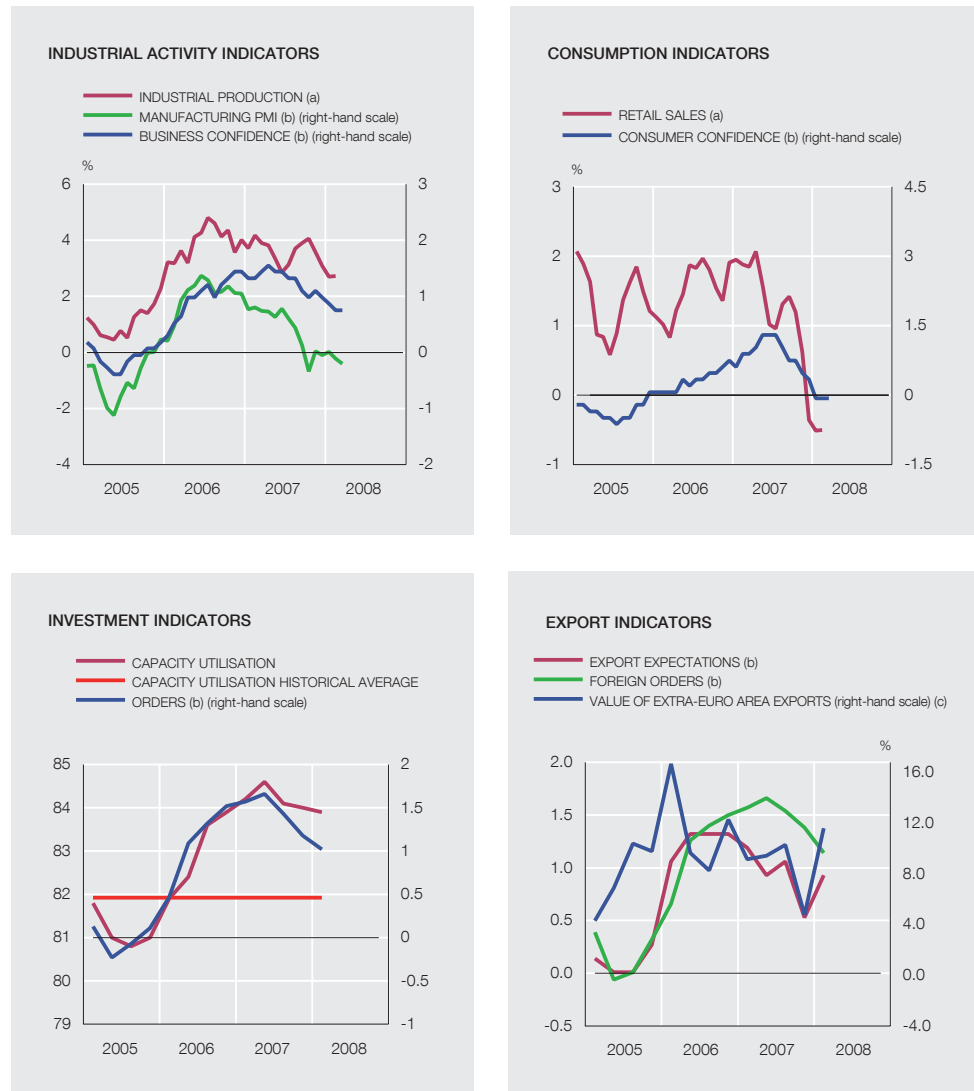 INDUSTRIAL ACTIVITY INDICATORS
INDUSTRIAL PRODUCTION (a)
MANUFACTURING PMI (b) (right-hand scale)
BUSINESS CONFIDENCE (b) (right-hand scale)
%
6 3
4 2
2 1
0 0
-2 -1
-4 -2
2005 2006 2007 2008
CONSUMPTION INDICATORS
RETAIL SALES (a)
CONSUMER CONFIDENCE (b) (right-hand scale)
%
3 4.5
2 3
1 1.5
0 0
-1 -1.5
2005 2006 2007 2008
INVESTMENT INDICATORS
CAPACITY UTILISATION
CAPACITY UTILISATION HISTORICAL AVERAGE
ORDERS (b) (right-hand scale)
85 2
84 1.5
83 1
82 0.5
81 0
80 -0.5
79 -1
2005 2006 2007 2008
EXPORT INDICATORS
EXPORT EXPECTATIONS (b)
FOREIGN ORDERS (b)
VALUE OF EXTRA-EURO AREA EXPORTS (right-hand scale) (c)
%
2.0 16.0
1.5 12.0
1.0 8.0
0.5 4.0
0.0 0.0
-0.5 -4.0
2005 2006 2007 2008